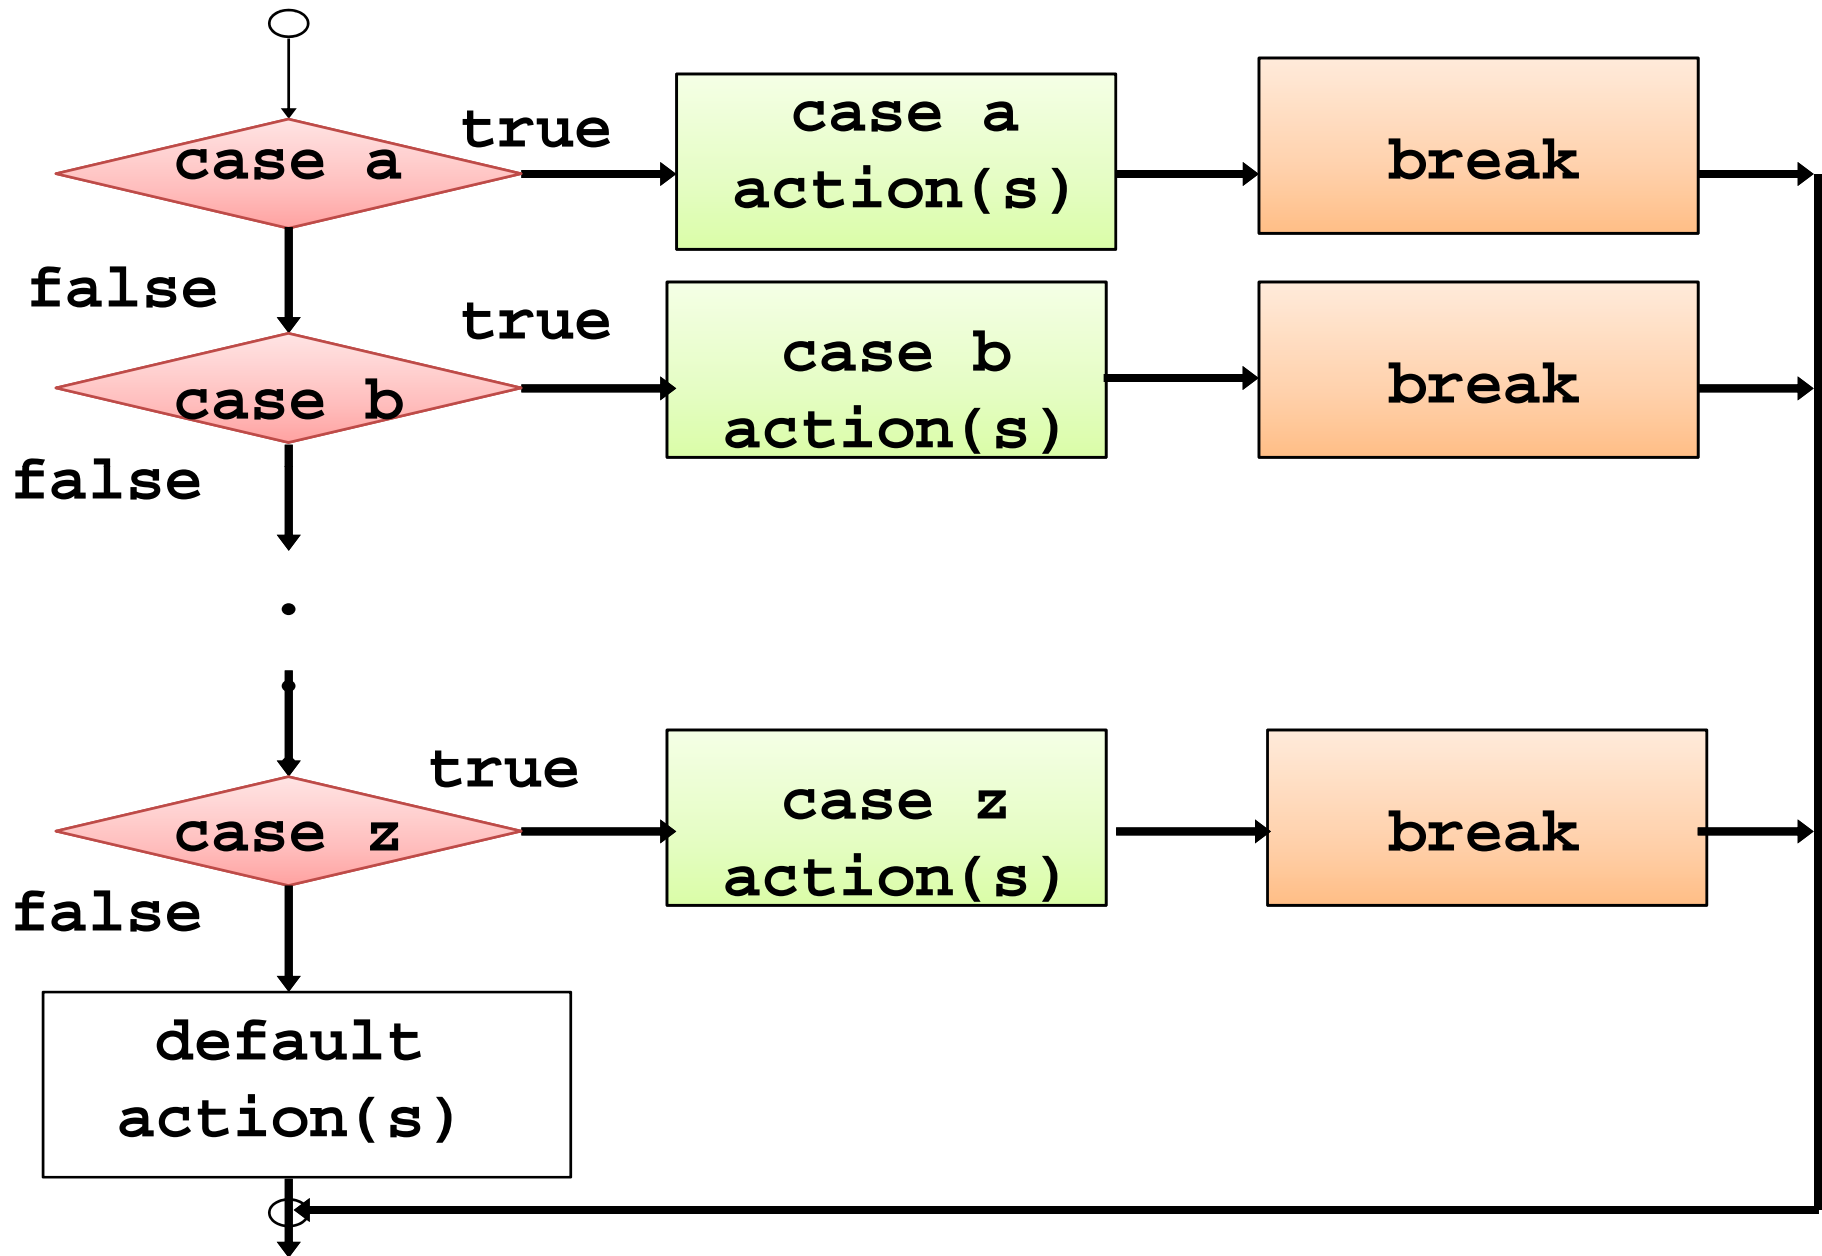 case a
true
case a
action(s)
break
false
case b
true
case b
action(s)
break
false
.
.
.
case z
true
case z
action(s)
break
false
default
action(s)